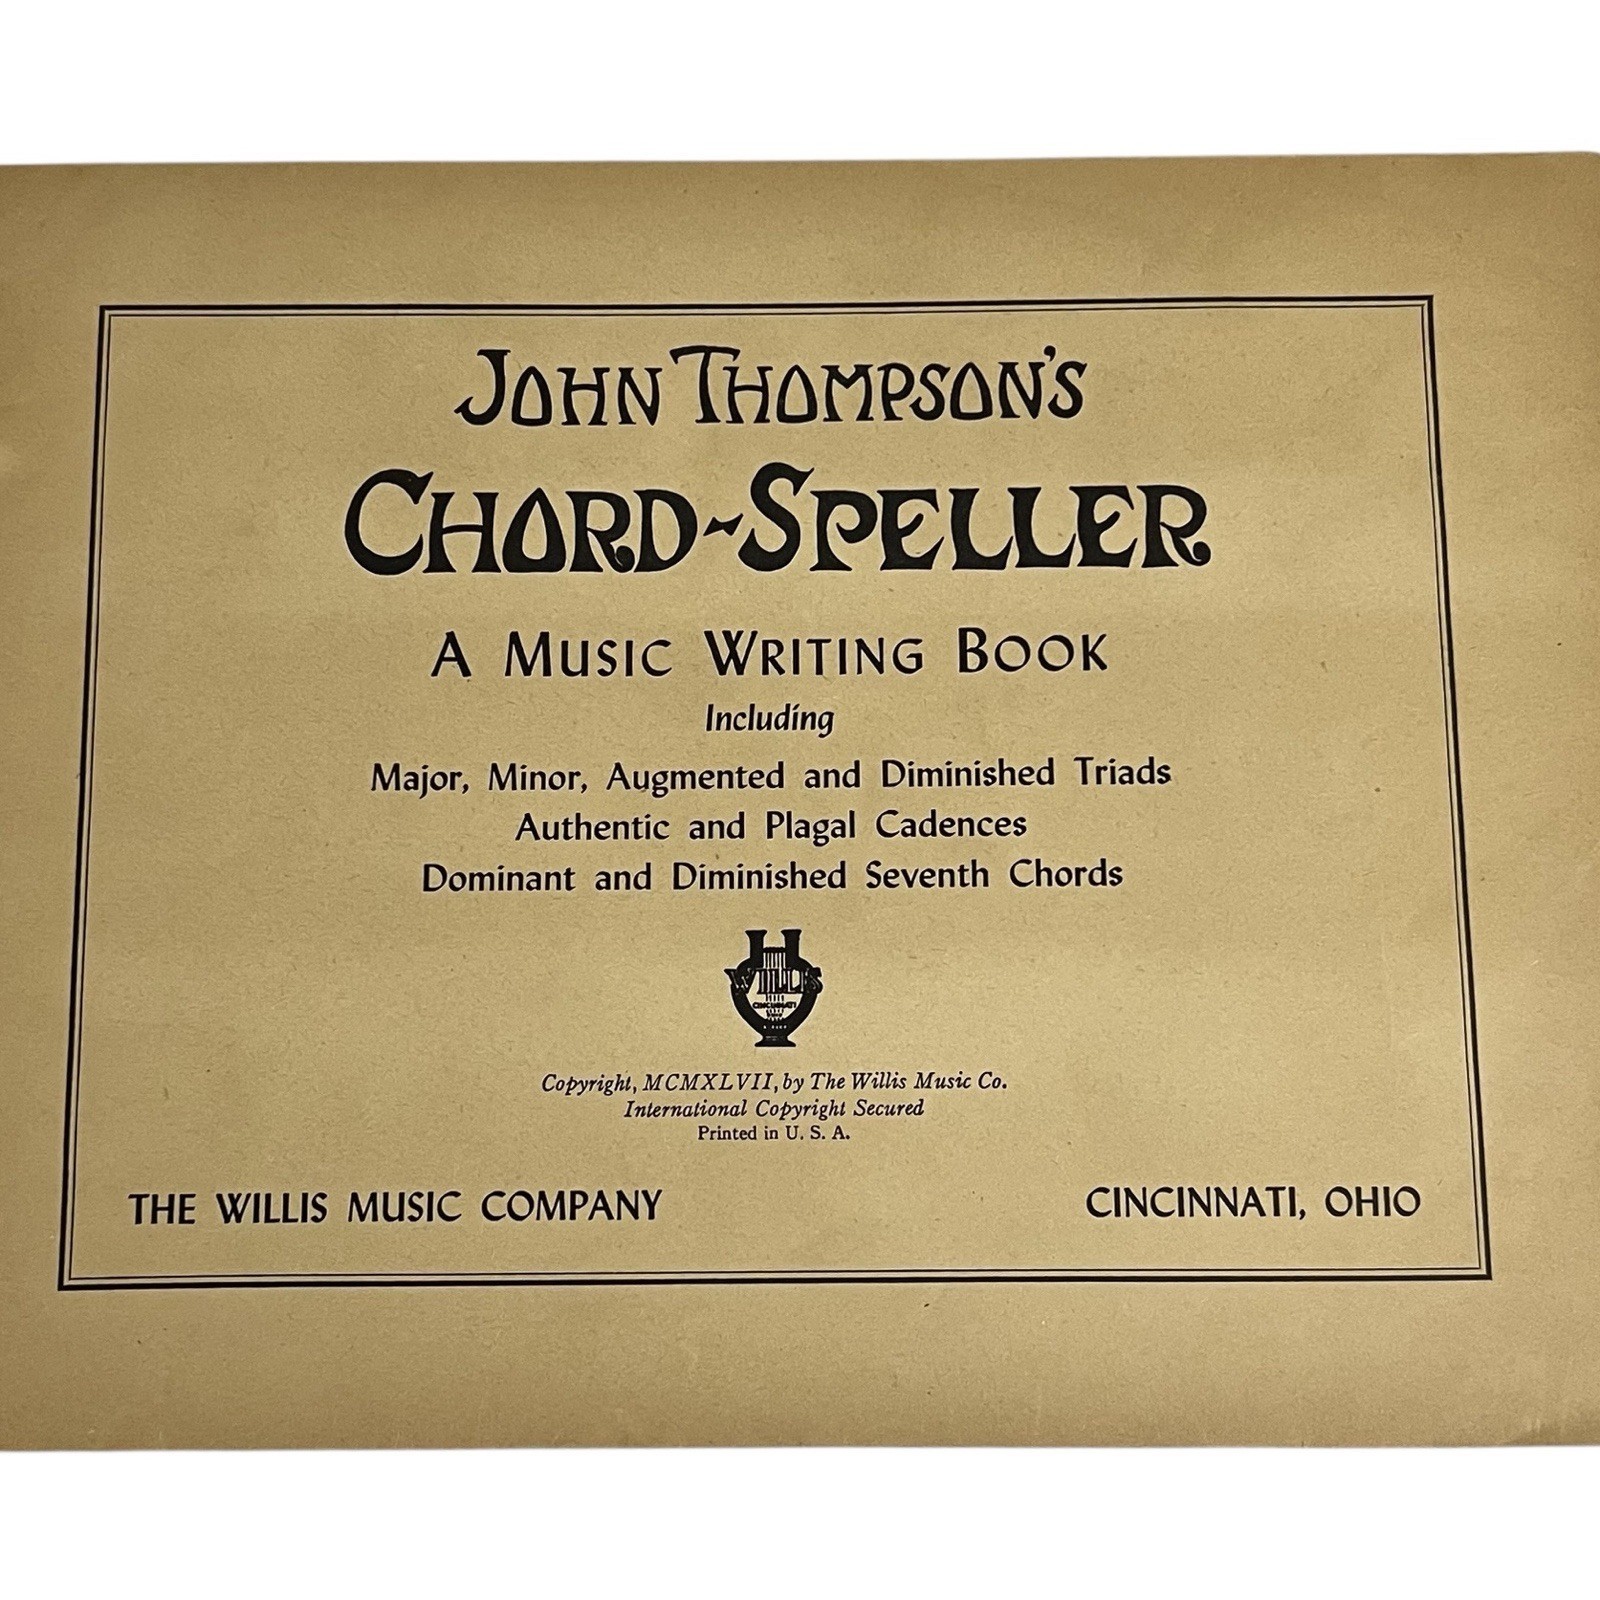 JOHN THOMPSON'S
CHORD-SPELLER
A MUSIC WRITING BOOK
Including
Major, Minor, Augmented and Diminished Triads
Authentic and Plagal Cadences
Dominant and Diminished Seventh Chords
WILLIS
CINCINNATI
Copyright, MCMXLVII, by The Willis Music Co.
International Copyright Secured
Printed in U. S. A.
THE WILLIS MUSIC COMPANY
CINCINNATI, OHIO